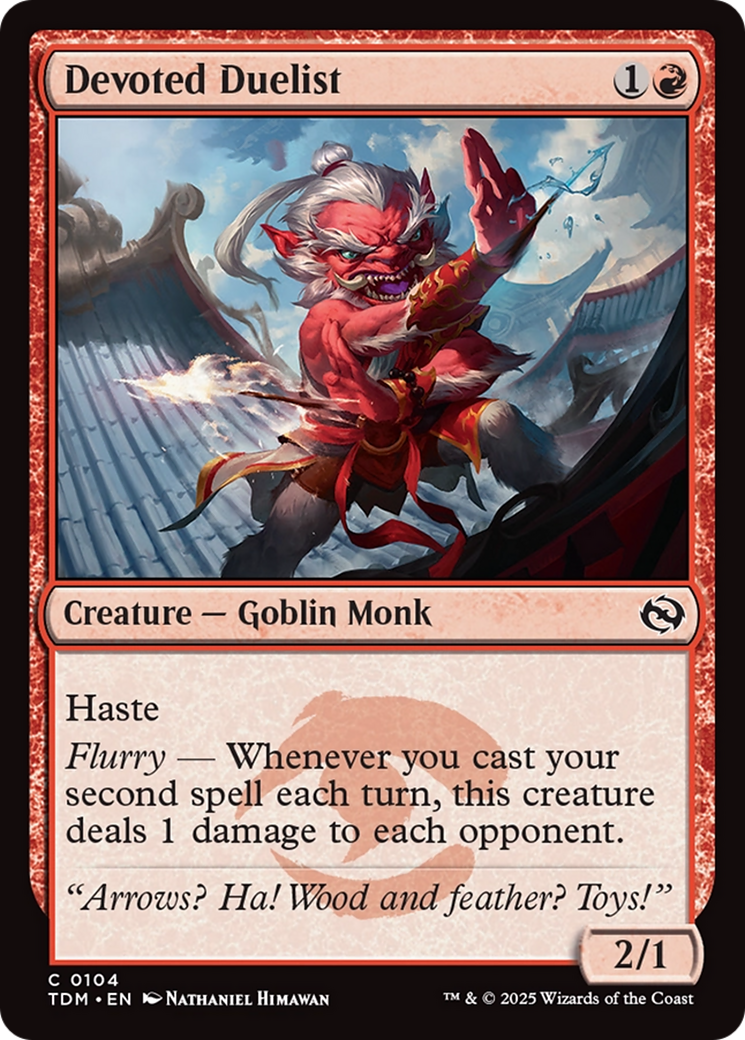 Devoted Duelist 1
Creature — Goblin Monk
Haste
Flurry — Whenever you cast your
second spell each turn, this creature
deals 1 damage to each opponent.
“Arrows? Ha! Wood and feather? Toys!”
2/1
C 0104
TDM • EN Nathaniel Himawan
™ & © 2025 Wizards of the Coast